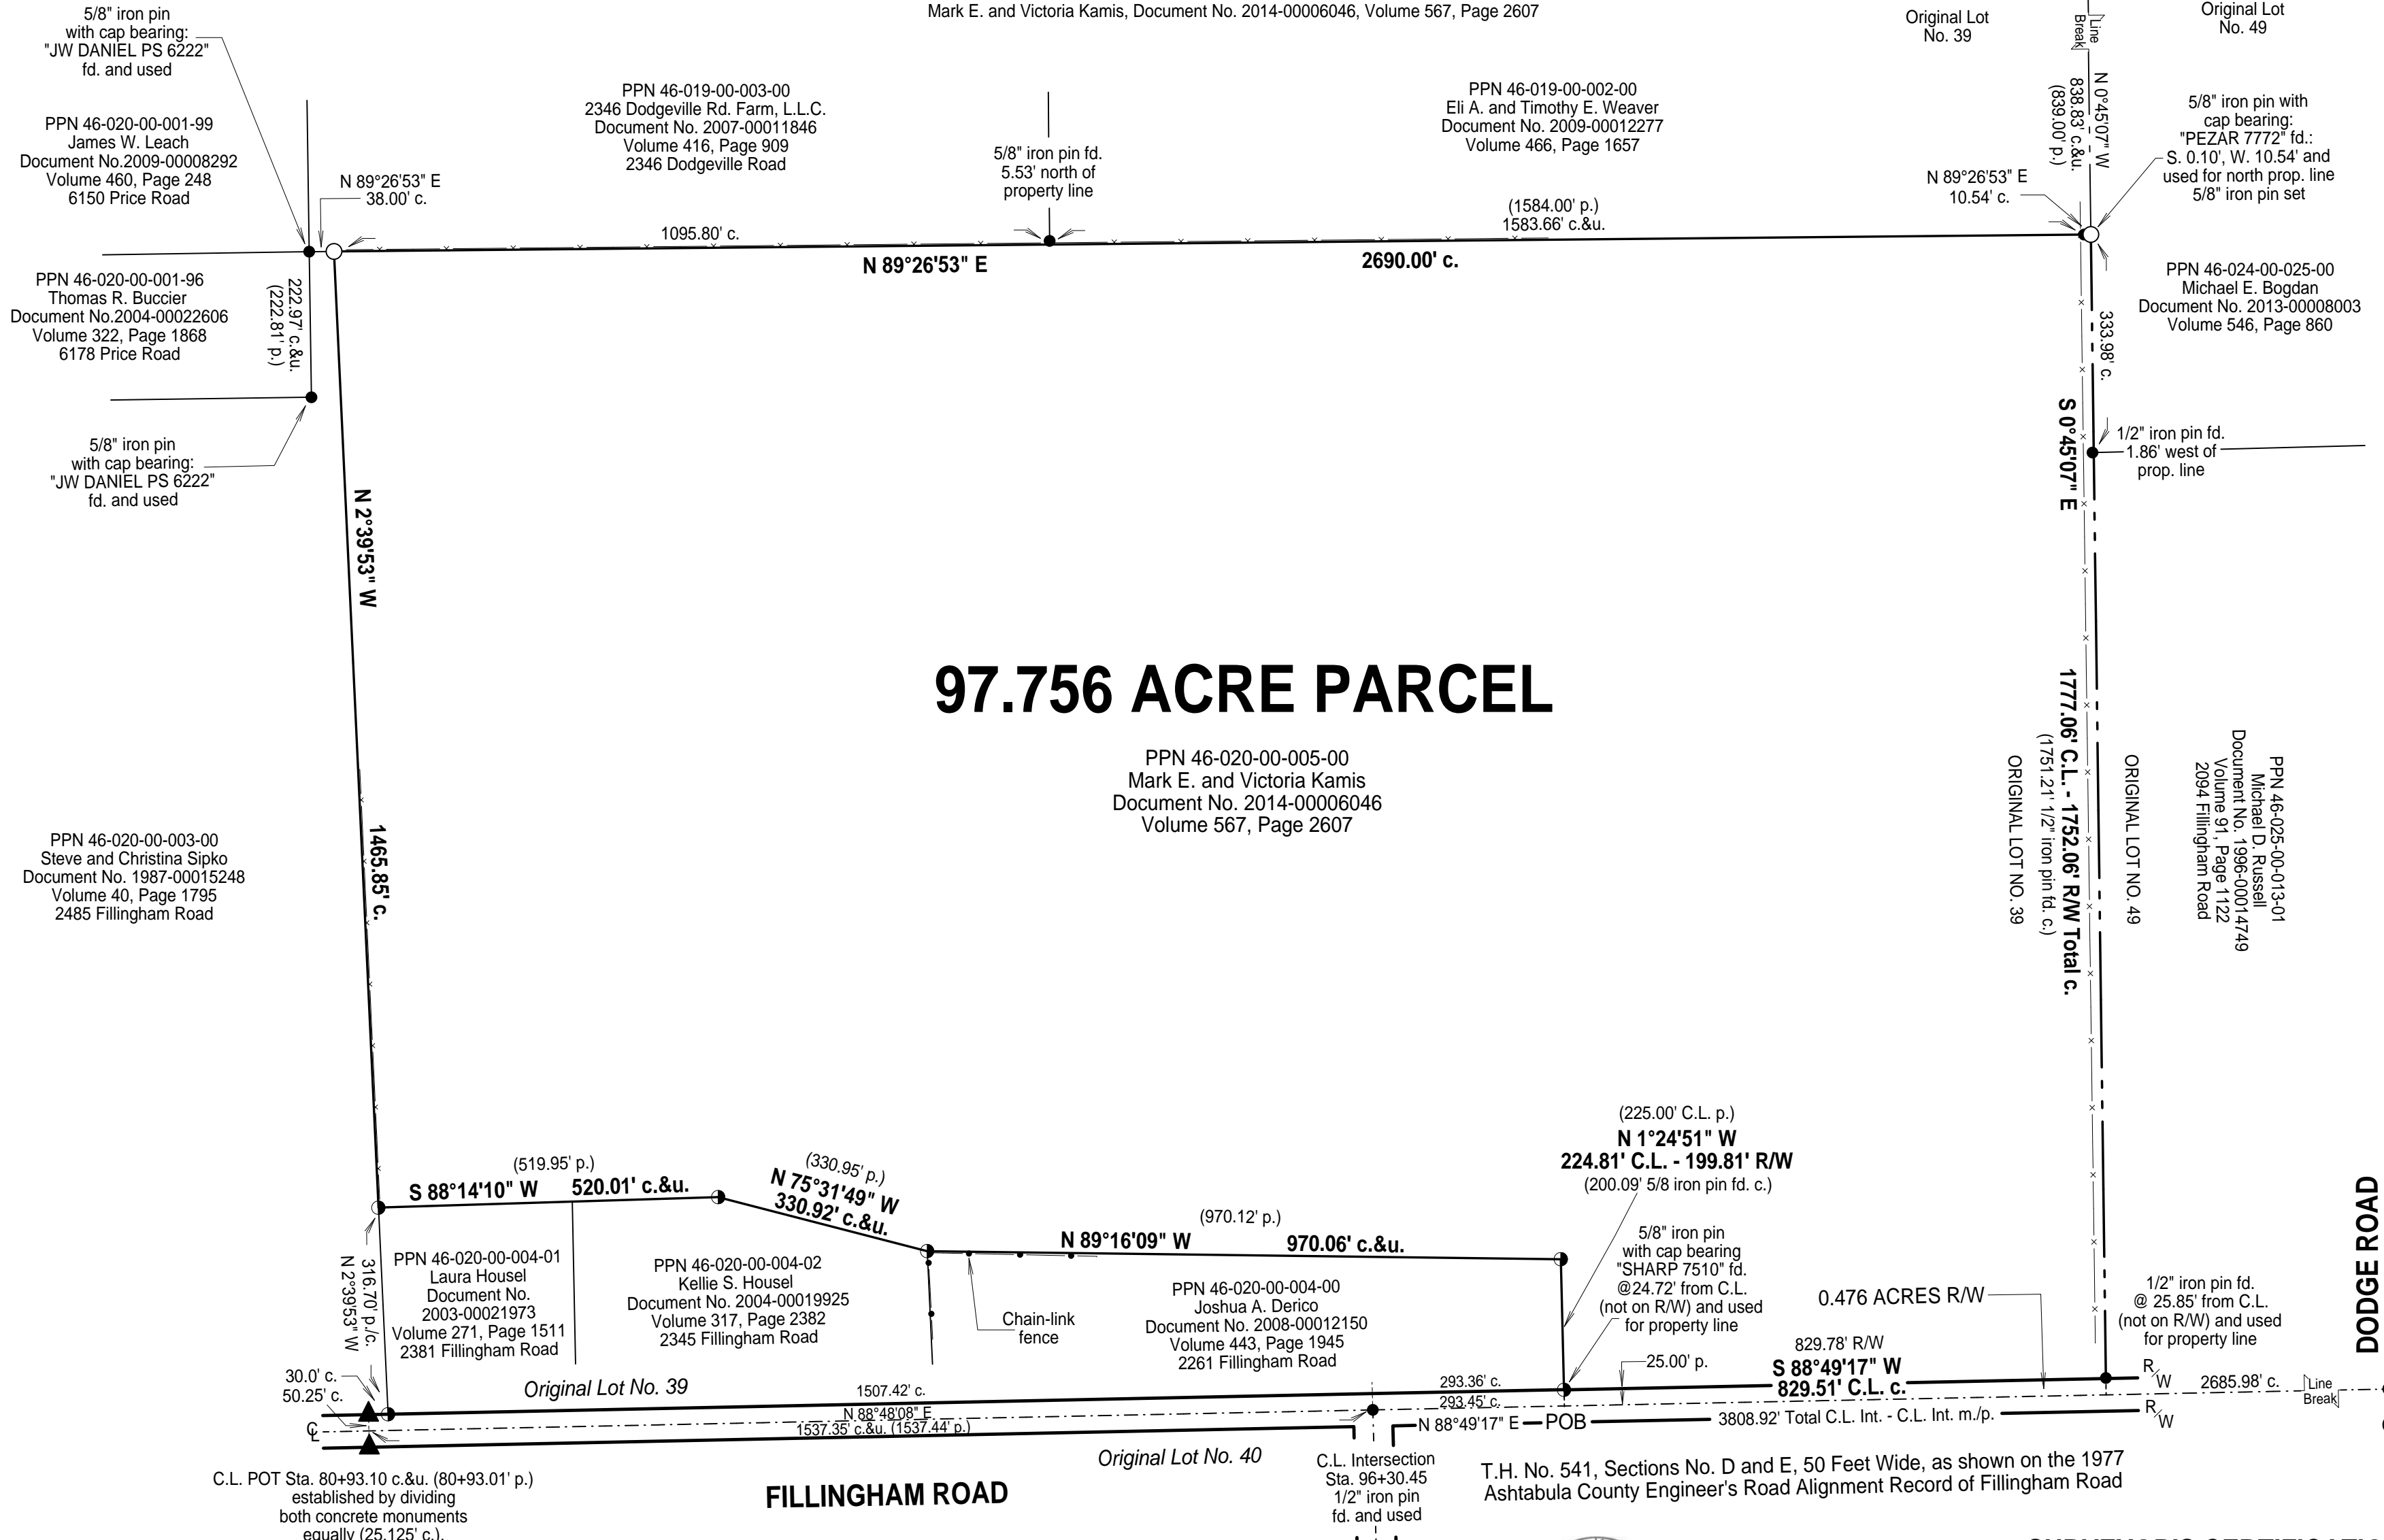 5/8" iron pin
with cap bearing:
"JW DANIEL PS 6222"
fd. and used
Mark E. and Victoria Kamis, Document No. 2014-00006046, Volume 567, Page 2607
Original Lot
No. 39
Line
Break
Original Lot
No. 49
PPN 46-020-00-001-99
James W. Leach
Document No.2009-00008292
Volume 460, Page 248
6150 Price Road
PPN 46-019-00-003-00
2346 Dodgeville Rd. Farm, L.L.C.
Document No. 2007-00011846
Volume 416, Page 909
2346 Dodgeville Road
5/8" iron pin fd.
5.53' north of
property line
PPN 46-019-00-002-00
Eli A. and Timothy E. Weaver
Document No. 2009-00012277
Volume 466, Page 1657
N 0°45'07" W
838.83' c.&u.
(839.00' p.)
5/8" iron pin with
cap bearing:
"PEZAR 7772" fd.:
S. 0.10', W. 10.54' and
used for north prop. line
5/8" iron pin set
N 89°26'53" E
38.00' c.
N 89°26'53" E
10.54' c.
1095.80' c.
(1584.00' p.)
1583.66' c.&u.
N 89°26'53" E
2690.00' c.
PPN 46-020-00-001-96
Thomas R. Buccier
Document No.2004-00022606
Volume 322, Page 1868
6178 Price Road
222.97' c.&u.
(222.81' p.)
PPN 46-024-00-025-00
Michael E. Bogdan
Document No. 2013-00008003
Volume 546, Page 860
333.98' c.
5/8" iron pin
with cap bearing:
"JW DANIEL PS 6222"
fd. and used
1/2" iron pin fd.
1.86' west of
prop. line
S 0°45'07" E
N 2°39'53" W
97.756 ACRE PARCEL
PPN 46-020-00-005-00
Mark E. and Victoria Kamis
Document No. 2014-00006046
Volume 567, Page 2607
1777.06' C.L. - 1752.06' R/W Total c.
(1751.21' 1/2" iron pin fd. c.)
ORIGINAL LOT NO. 39
ORIGINAL LOT NO. 49
PPN 46-025-00-013-01
Michael D. Russell
Document No. 1996-00014749
Volume 91, Page 1122
2094 Fillingham Road
1465.85' c.
PPN 46-020-00-003-00
Steve and Christina Sipko
Document No. 1987-00015248
Volume 40, Page 1795
2485 Fillingham Road
(519.95' p.)
S 88°14'10" W 520.01' c.&u.
(330.95' p.)
N 75°31'49" W
330.92' c.&u.
(970.12' p.)
N 89°16'09" W 970.06' c.&u.
(225.00' C.L. p.)
N 1°24'51" W
224.81' C.L. - 199.81' R/W
(200.09' 5/8 iron pin fd. c.)
316.70' p./c.
N 2°39'53" W
PPN 46-020-00-004-01
Laura Housel
Document No.
2003-00021973
Volume 271, Page 1511
2381 Fillingham Road
PPN 46-020-00-004-02
Kellie S. Housel
Document No. 2004-00019925
Volume 317, Page 2382
2345 Fillingham Road
Chain-link
fence
PPN 46-020-00-004-00
Joshua A. Derico
Document No. 2008-00012150
Volume 443, Page 1945
2261 Fillingham Road
5/8" iron pin
with cap bearing
"SHARP 7510" fd.
@24.72' from C.L.
(not on R/W) and used
for property line
0.476 ACRES R/W
1/2" iron pin fd.
@ 25.85' from C.L.
(not on R/W) and used
for property line
DODGE ROAD
25.00' p.
829.78' R/W
S 88°49'17" W
829.51' C.L. c.
30.0' c.
50.25' c.
Original Lot No. 39
1507.42' c.
293.36' c.
293.45' c.
N 88°48'08" E
1537.35' c.&u. (1537.44' p.)
R/W
2685.98' c.
Line
Break
CL
N 88°49'17" E
POB
3808.92' Total C.L. Int. - C.L. Int. m./p.
R/W
Original Lot No. 40
C.L. Intersection
Sta. 96+30.45
1/2" iron pin
fd. and used
T.H. No. 541, Sections No. D and E, 50 Feet Wide, as shown on the 1977
Ashtabula County Engineer's Road Alignment Record of Fillingham Road
FILLINGHAM ROAD
C.L. POT Sta. 80+93.10 c.&u. (80+93.01' p.)
established by dividing
both concrete monuments
equally (25.125' c.).